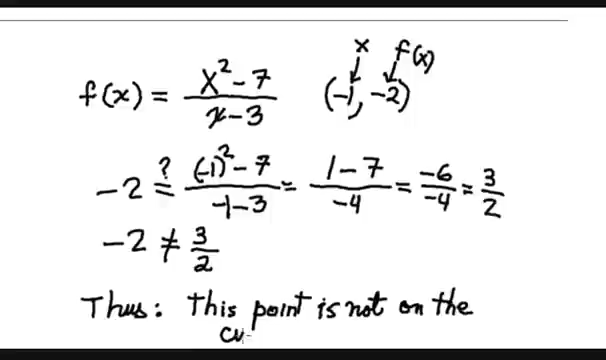 x f(x)
f(x) = (x² - 7)/(x - 3) (-1, -2)
-2 ?= ((-1)² - 7)/(-1 - 3) = (1 - 7)/(-4) = (-6)/(-4) = 3/2
-2 ≠ 3/2
Thus: This point is not on the